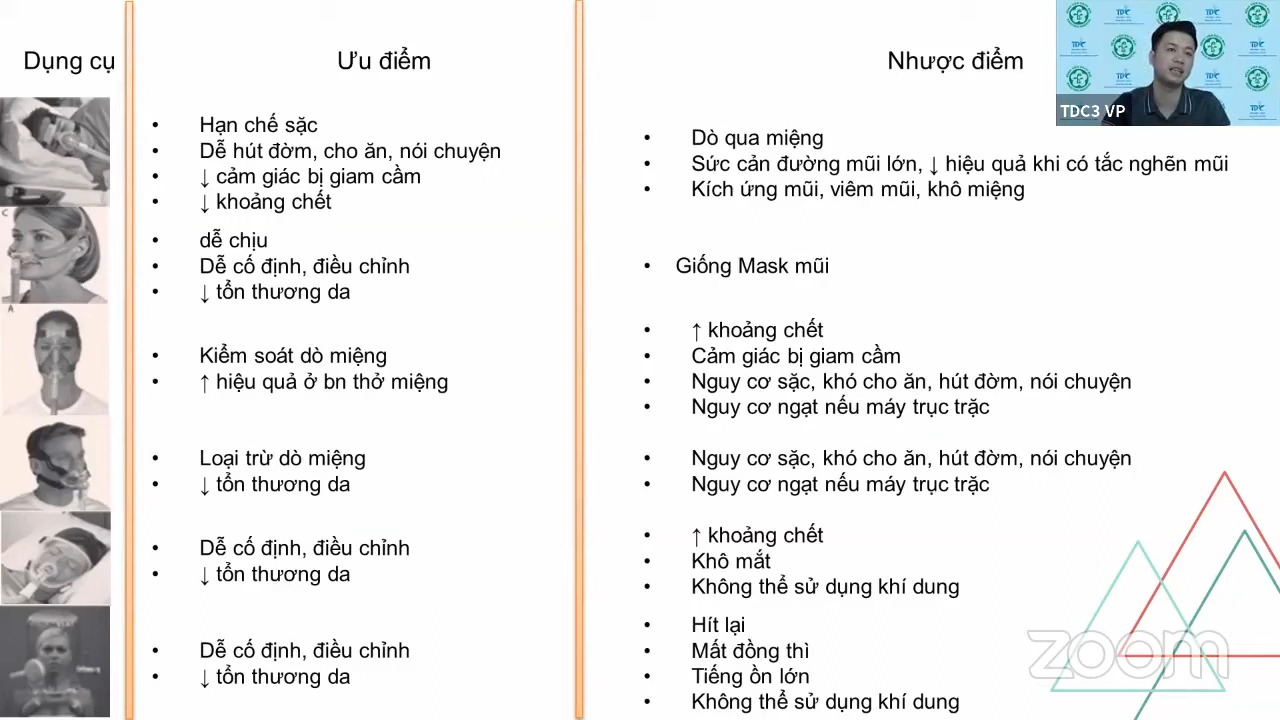 Dụng cụ
Ưu điểm
Nhược điểm
TDC3 VP
• Hạn chế sặc
• Dễ hút đờm, cho ăn, nói chuyện
• ↓ cảm giác bị giam cầm
• ↓ khoảng chết
• Dò qua miệng
• Sức cản đường mũi lớn, ↓ hiệu quả khi có tắc nghẽn mũi
• Kích ứng mũi, viêm mũi, khô miệng
C
• dễ chịu
• Dễ cố định, điều chỉnh
• ↓ tổn thương da
• Giống Mask mũi
A
• Kiểm soát dò miệng
• ↑ hiệu quả ở bn thở miệng
• ↑ khoảng chết
• Cảm giác bị giam cầm
• Nguy cơ sặc, khó cho ăn, hút đờm, nói chuyện
• Nguy cơ ngạt nếu máy trục trặc
• Loại trừ dò miệng
• ↓ tổn thương da
• Nguy cơ sặc, khó cho ăn, hút đờm, nói chuyện
• Nguy cơ ngạt nếu máy trục trặc
• Dễ cố định, điều chỉnh
• ↓ tổn thương da
• ↑ khoảng chết
• Khô mắt
• Không thể sử dụng khí dung
• Dễ cố định, điều chỉnh
• ↓ tổn thương da
• Hít lại
• Mất đồng thì
• Tiếng ồn lớn
• Không thể sử dụng khí dung
zoom